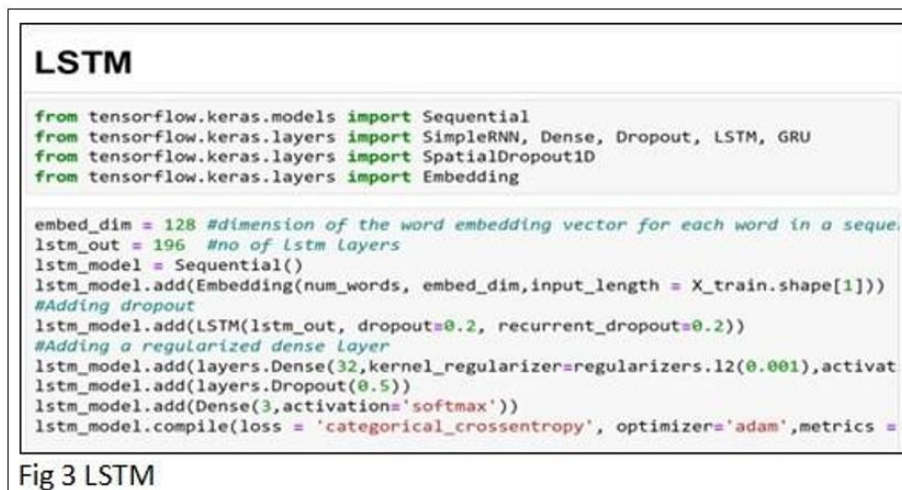 LSTM
from tensorflow.keras.models import Sequential
from tensorflow.keras.layers import SimpleRNN, Dense, Dropout, LSTM, GRU
from tensorflow.keras.layers import SpatialDropout1D
from tensorflow.keras.layers import Embedding
embed_dim = 128 #dimension of the word embedding vector for each word in a seque
lstm_out = 196 #no of lstm layers
lstm_model = Sequential()
lstm_model.add(Embedding(num_words, embed_dim,input_length = X_train.shape[1]))
#Adding dropout
lstm_model.add(LSTM(lstm_out, dropout=0.2, recurrent_dropout=0.2))
#Adding a regularized dense layer
lstm_model.add(layers.Dense(32,kernel_regularizer=regularizers.l2(0.001),activat
lstm_model.add(layers.Dropout(0.5))
lstm_model.add(Dense(3,activation='softmax'))
lstm_model.compile(loss = 'categorical_crossentropy', optimizer='adam',metrics =
Fig 3 LSTM